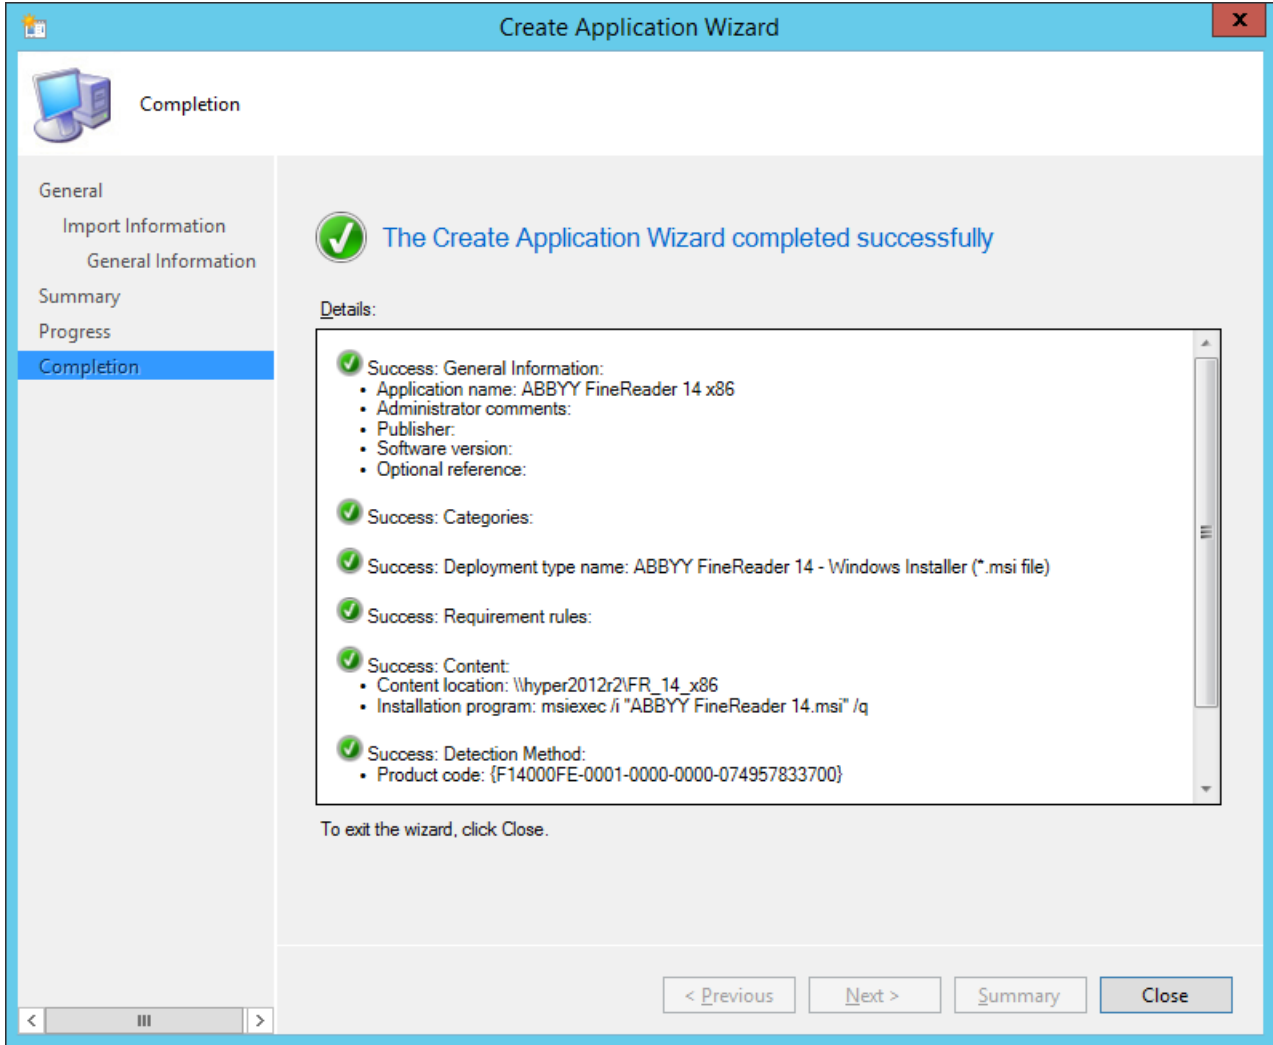 Create Application Wizard
x
Completion
General
Import Information
General Information
Summary
Progress
Completion
The Create Application Wizard completed successfully
Details:
Success: General Information:
• Application name: ABBYY FineReader 14 x86
• Administrator comments:
• Publisher:
• Software version:
• Optional reference:
Success: Categories:
Success: Deployment type name: ABBYY FineReader 14 - Windows Installer (*.msi file)
Success: Requirement rules:
Success: Content:
• Content location: \\hyper2012r2\FR_14_x86
• Installation program: msiexec /i "ABBYY FineReader 14.msi" /q
Success: Detection Method:
• Product code: {F14000FE-0001-0000-0000-074957833700}
To exit the wizard, click Close.
< Previous
Next >
Summary
Close